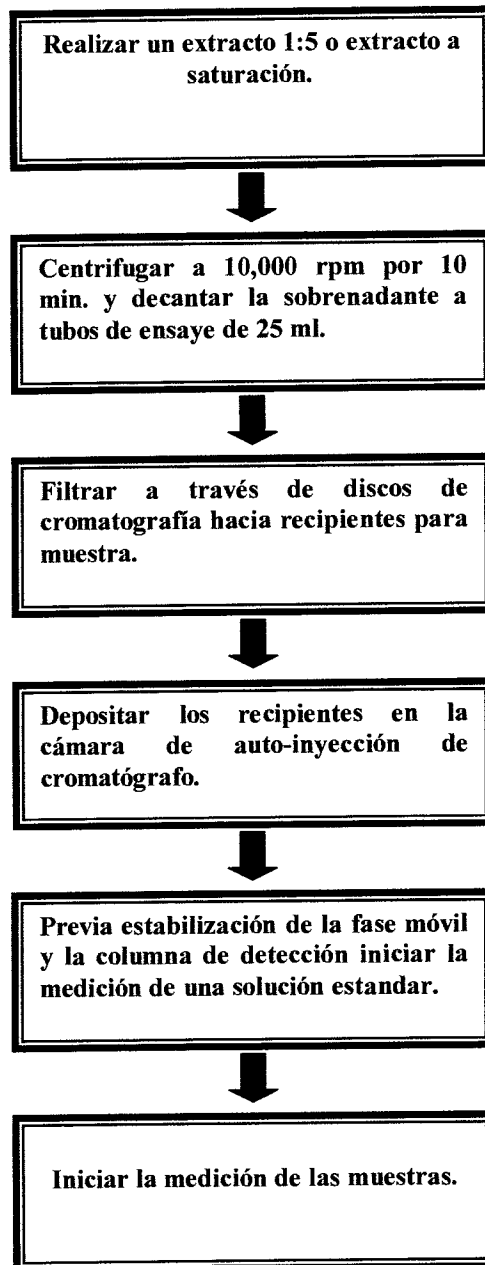 Realizar un extracto 1:5 o extracto a
saturación.
Centrifugar a 10,000 rpm por 10
min. y decantar la sobrenadante a
tubos de ensaye de 25 ml.
Filtrar a través de discos de
cromatografía hacia recipientes para
muestra.
Depositar los recipientes en la
cámara de auto-inyección de
cromatógrafo.
Previa estabilización de la fase móvil
y la columna de detección iniciar la
medición de una solución estandar.
Iniciar la medición de las muestras.